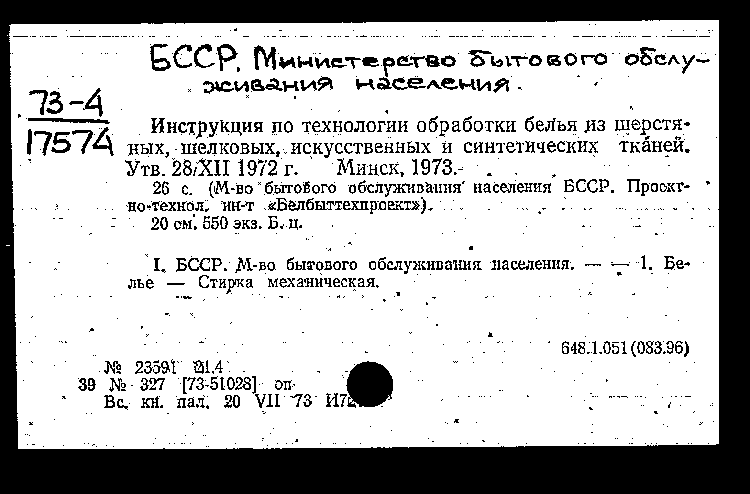 БССР. Министерство бытового обслу-
живания населения.
73-4
17574
Инструкция по технологии обработки белья из шерстя-
ных, шелковых, искусственных и синтетических тканей.
Утв. 28/XII 1972 г. Минск, 1973.-
26 с. (М-во бытового обслуживания населения БССР. Проект-
но-технол. ин-т «Белбыттехпроект»).
20 см. 550 экз. Б. ц.
I. БССР. М-во бытового обслуживания населения. — — 1. Бе-
лье — Стирка механическая.
648.1.051(083.96)
№ 23591 21.4
39 № 327 [73-51028] оп
Вс. кн. пал. 20 VII 73